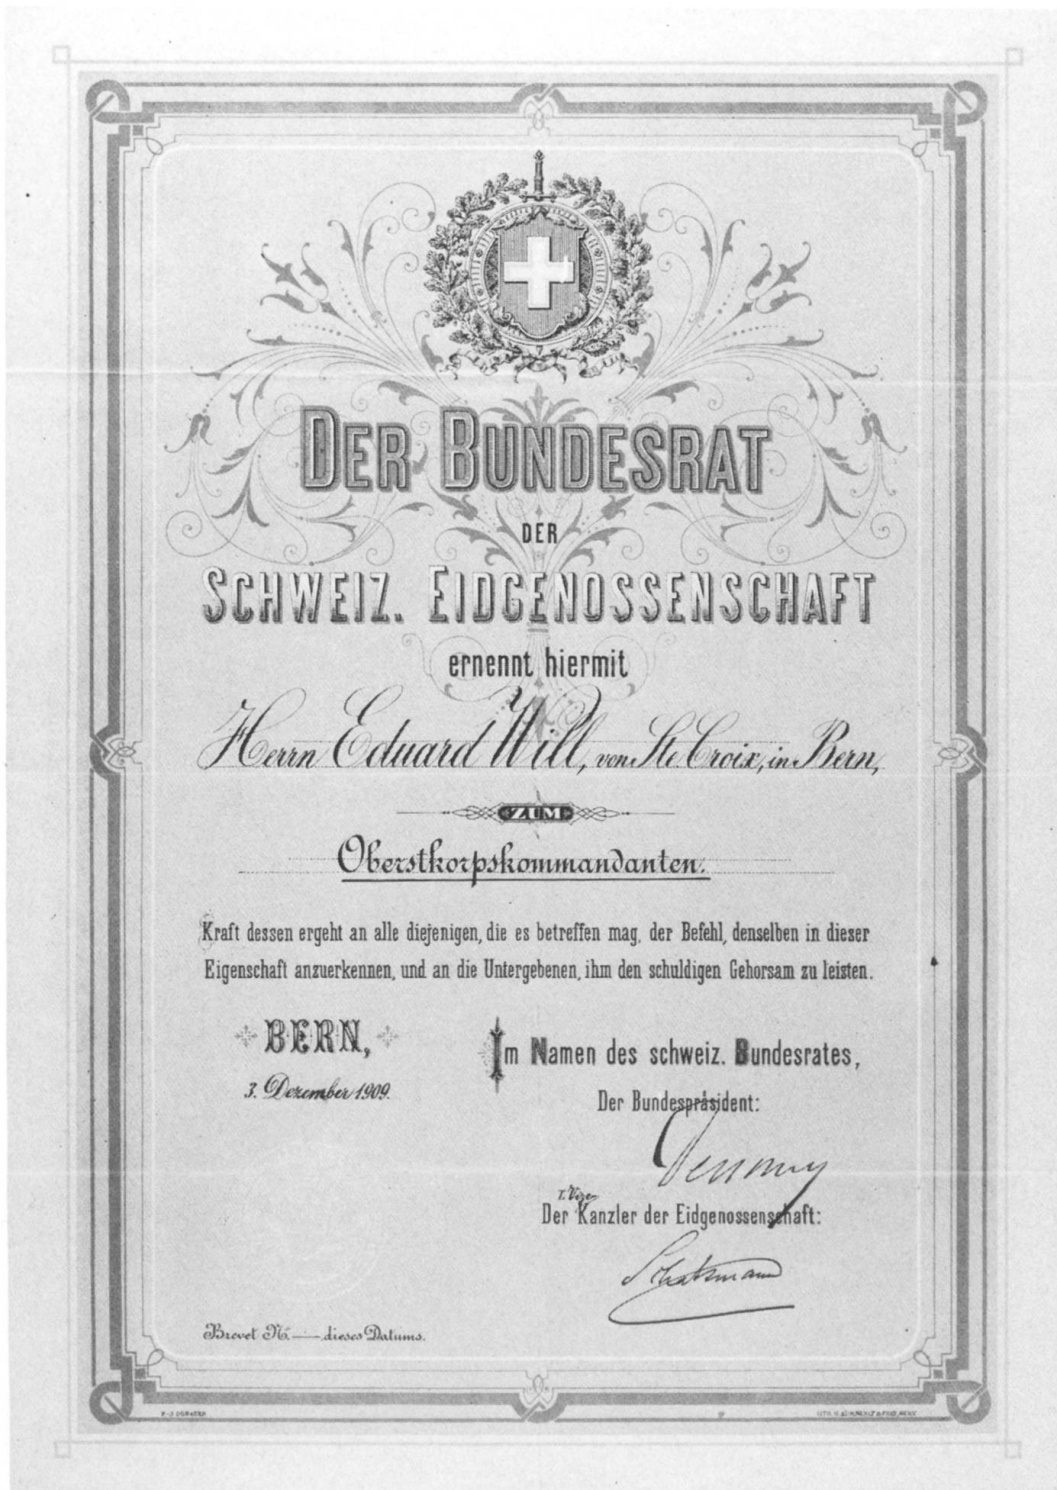 DER BUNDESRAT
DER
SCHWEIZ. EIDGENOSSENSCHAFT
ernennt hiermit
Herrn Eduard Will, von Ste. Croix, in Bern,
ZUM
Oberstkorpskommandanten.
Kraft dessen ergeht an alle diejenigen, die es betreffen mag, der Befehl, denselben in dieser
Eigenschaft anzuerkennen, und an die Untergebenen, ihm den schuldigen Gehorsam zu leisten.
BERN,
3. Dezember 1909.
Im Namen des schweiz. Bundesrates,
Der Bundespräsident:
Der Kanzler der Eidgenossenschaft:
Schatzmann
Brevet No. — dieses Datums.